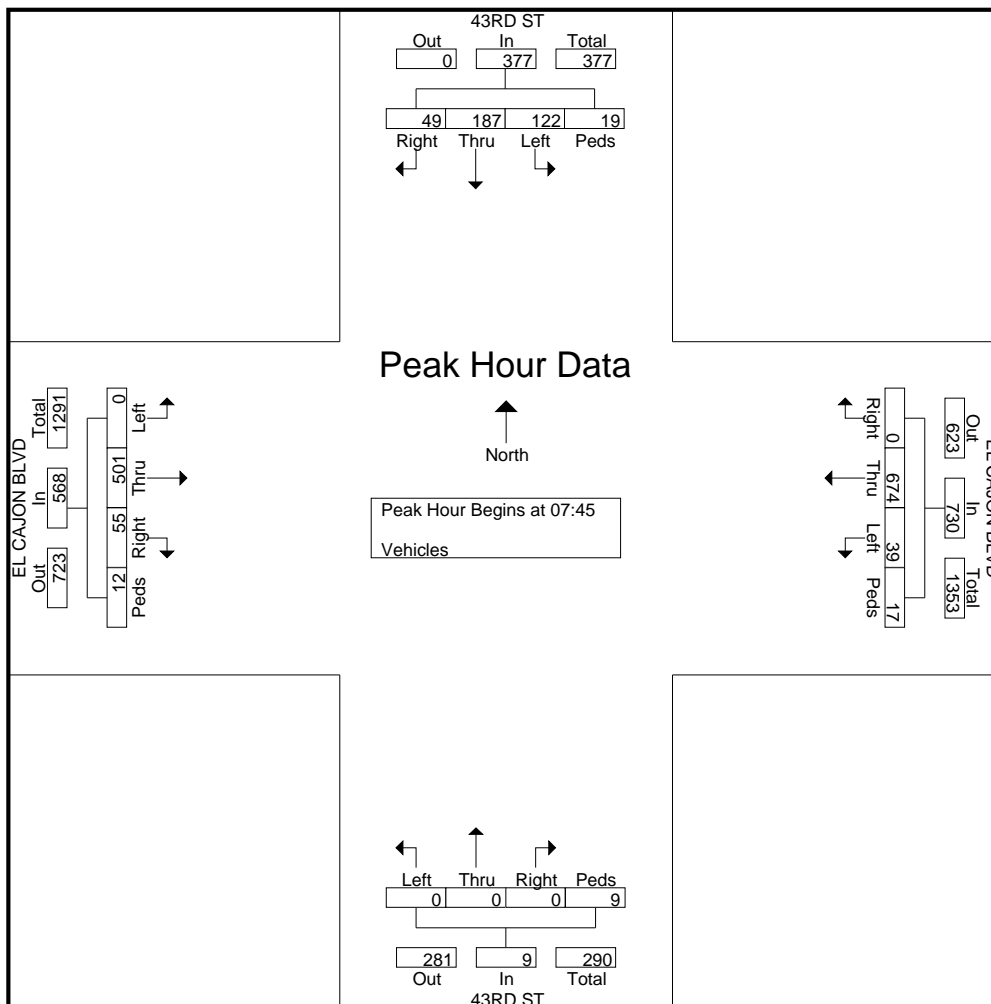 43RD ST
Out In Total
0 377 377
49 187 122 19
Right Thru Left Peds
Peak Hour Data
North
Peak Hour Begins at 07:45
Vehicles
EL CAJON BLVD
Total In Out
1291 568 723
0 501 55 12
Left Thru Right Peds
Right Thru Left Peds
0 674 39 17
623 730 1353
Out In Total
EL CAJON BLVD
Left Thru Right Peds
0 0 0 9
281 9 290
Out In Total
43RD ST